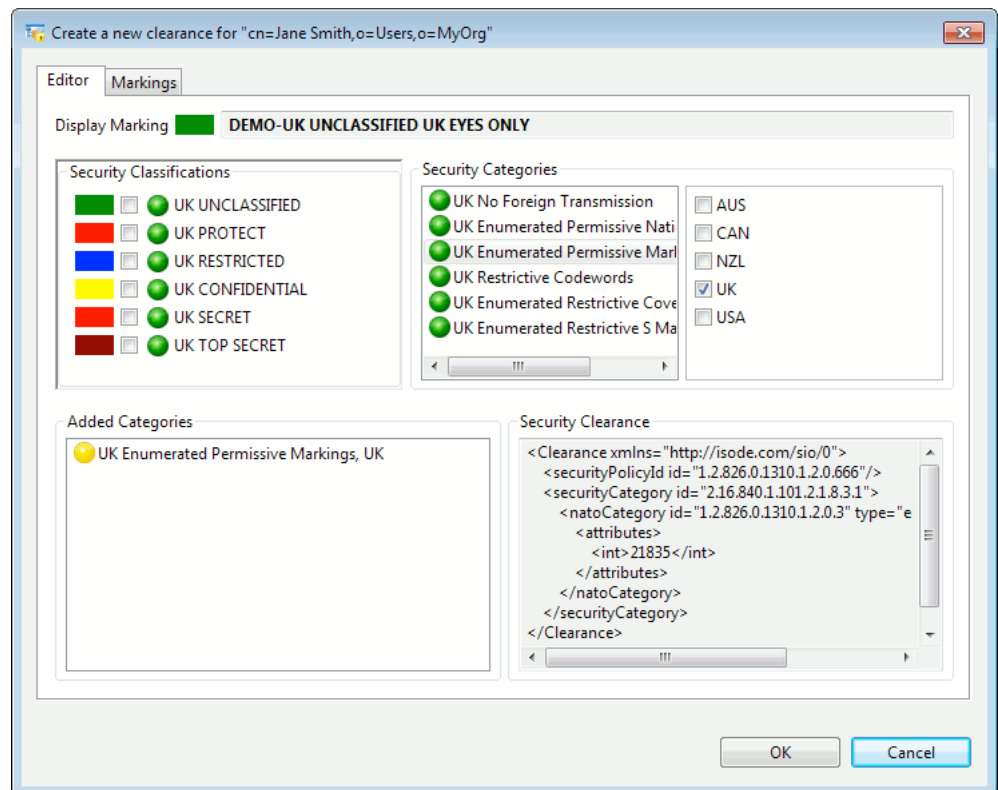 Create a new clearance for "cn=Jane Smith,o=Users,o=MyOrg"
Editor Markings
Display Marking DEMO-UK UNCLASSIFIED UK EYES ONLY
Security Classifications
UK UNCLASSIFIED
UK PROTECT
UK RESTRICTED
UK CONFIDENTIAL
UK SECRET
UK TOP SECRET
Security Categories
UK No Foreign Transmission
UK Enumerated Permissive Nati
UK Enumerated Permissive Marl
UK Restrictive Codewords
UK Enumerated Restrictive Cove
UK Enumerated Restrictive S Ma
AUS
CAN
NZL
UK
USA
Added Categories
UK Enumerated Permissive Markings, UK
Security Clearance
<Clearance xmlns="http://isode.com/sio/0">
<securityPolicyId id="1.2.826.0.1310.1.2.0.666"/>
<securityCategory id="2.16.840.1.101.2.1.8.3.1">
<natoCategory id="1.2.826.0.1310.1.2.0.3" type="e
<attributes>
<int>21835</int>
</attributes>
</natoCategory>
</securityCategory>
</Clearance>
OK Cancel